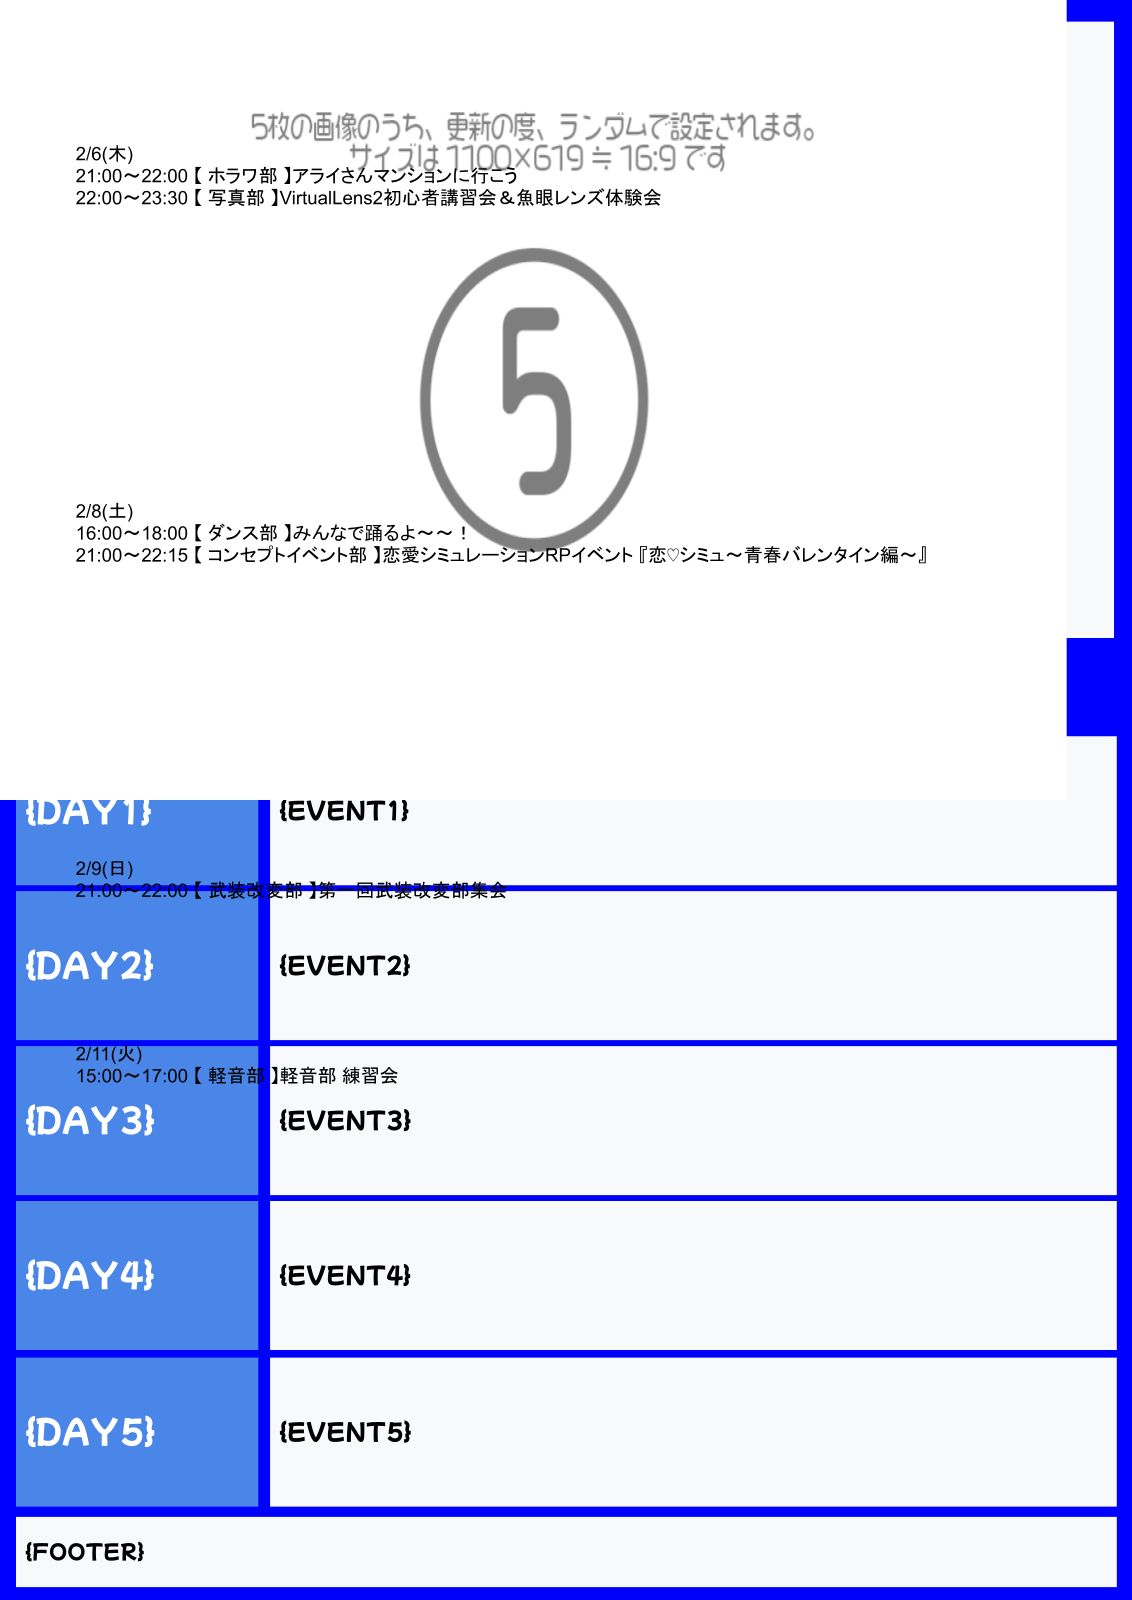 5枚の画像のうち、更新の度、ランダムで設定されます。
サイズは 1100×619 ≒ 16:9 です
2/6(木)
21:00～22:00【 ホラワ部 】アライさんマンションに行こう
22:00～23:30【 写真部 】VirtualLens2初心者講習会＆魚眼レンズ体験会
5
2/8(土)
16:00～18:00【 ダンス部 】みんなで踊るよ～～！
21:00～22:15【 コンセプトイベント部 】恋愛シミュレーションRPイベント『恋♡シミュ～青春バレンタイン編～』
{DAY1} {EVENT1}
2/9(日)
21:00～22:00【 武装改変部 】第一回武装改変部集会
{DAY2} {EVENT2}
2/11(火)
15:00～17:00【 軽音部 】軽音部 練習会
{DAY3} {EVENT3}
{DAY4} {EVENT4}
{DAY5} {EVENT5}
{FOOTER}